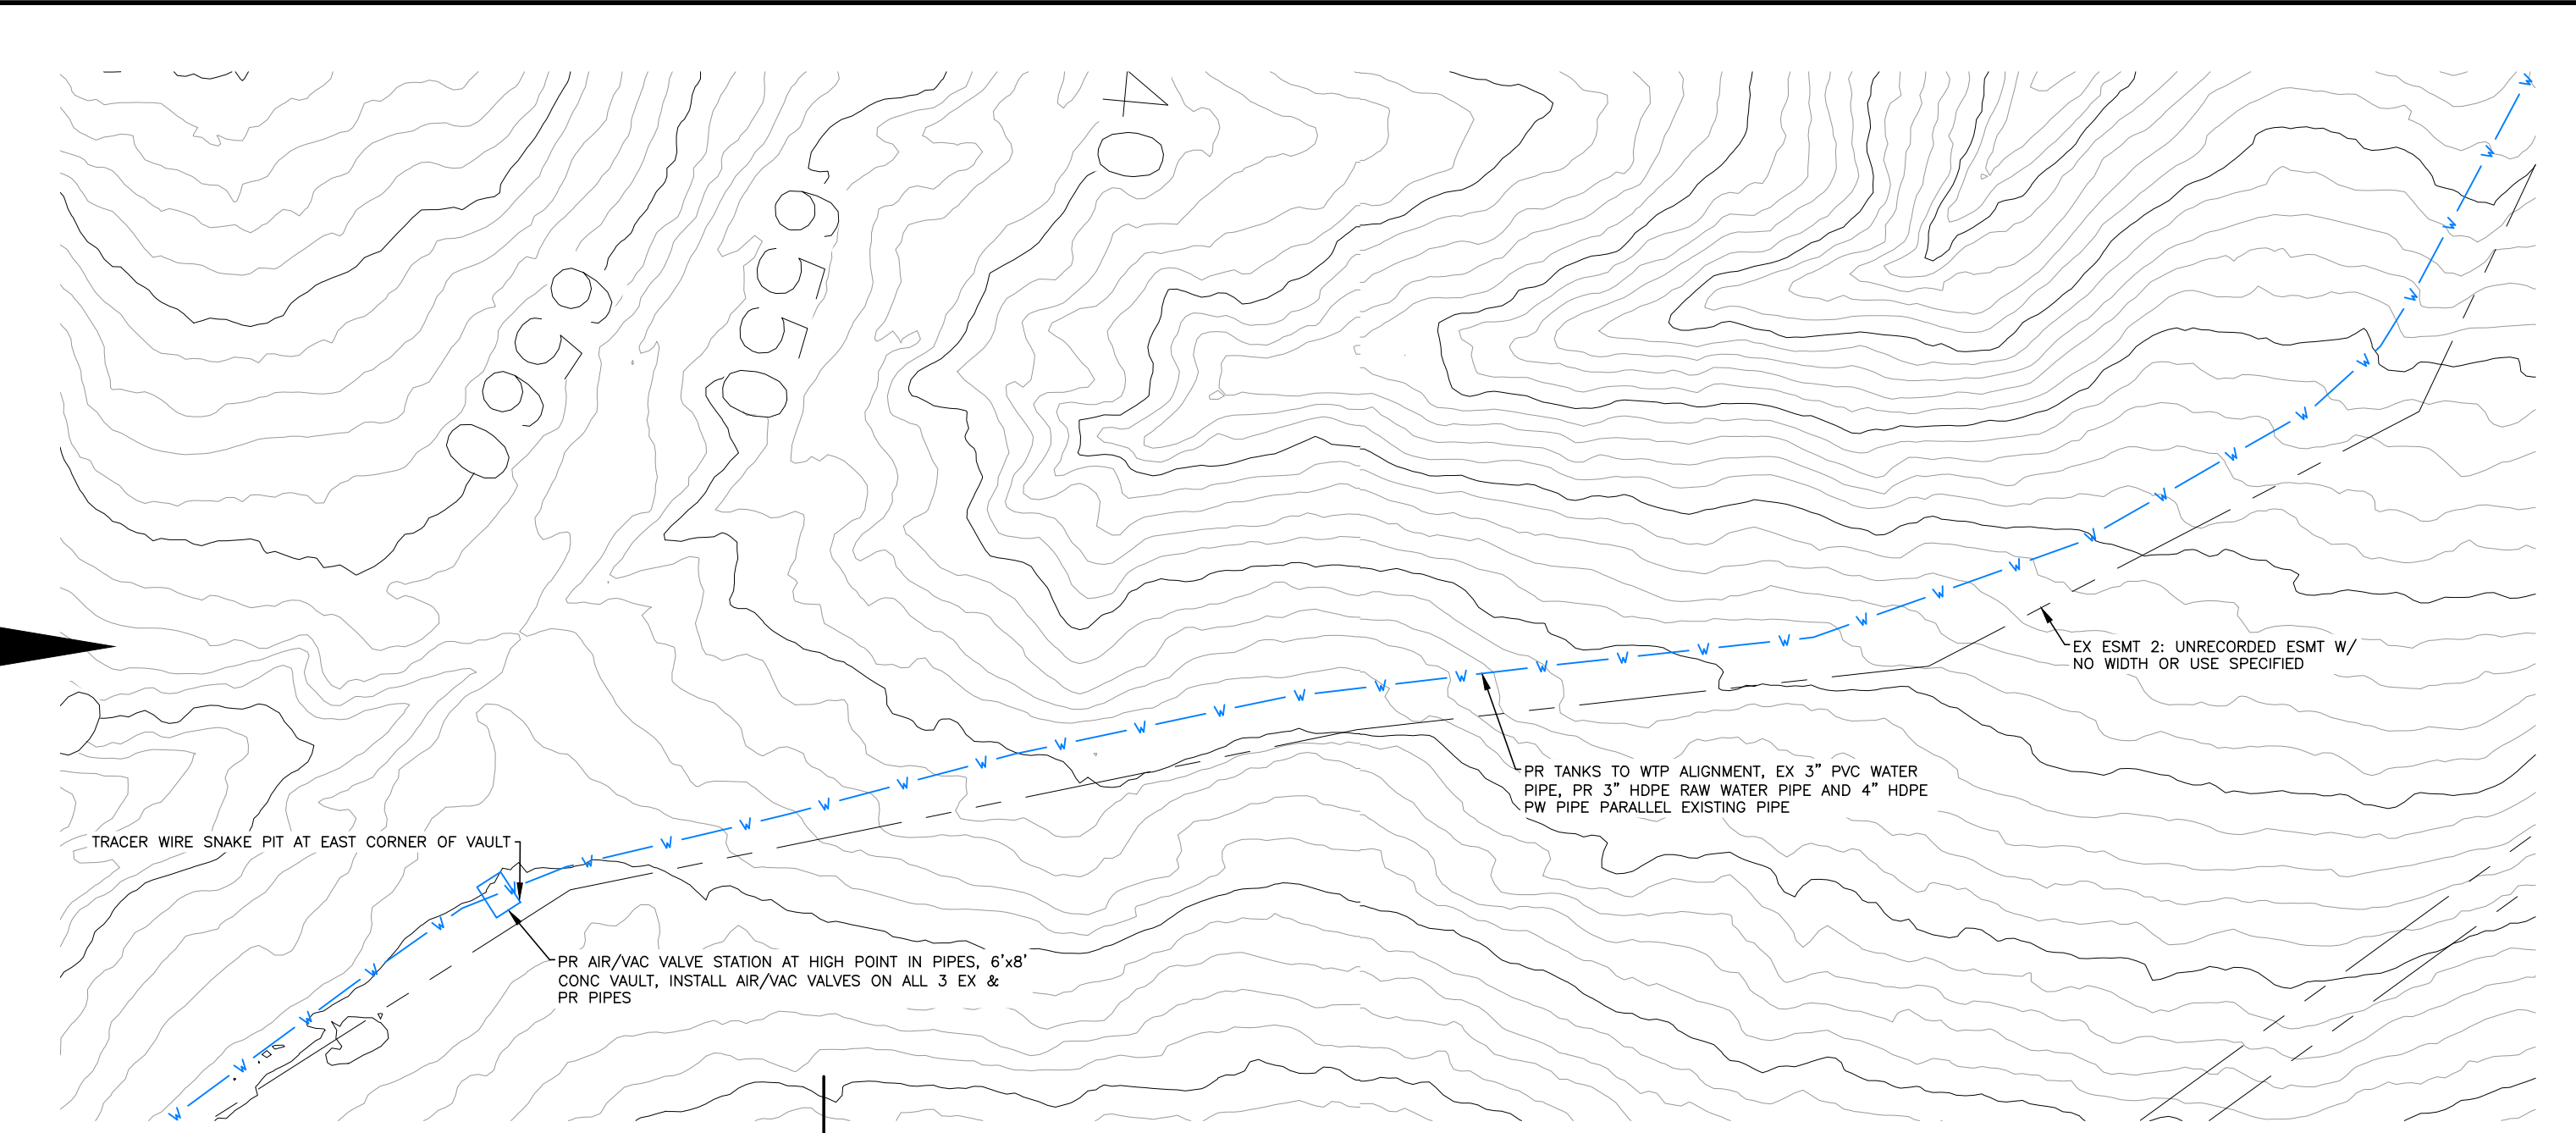 40
6550
6560
EX ESMT 2: UNRECORDED ESMT W/
NO WIDTH OR USE SPECIFIED
PR TANKS TO WTP ALIGNMENT, EX 3" PVC WATER
PIPE, PR 3" HDPE RAW WATER PIPE AND 4" HDPE
PW PIPE PARALLEL EXISTING PIPE
TRACER WIRE SNAKE PIT AT EAST CORNER OF VAULT
PR AIR/VAC VALVE STATION AT HIGH POINT IN PIPES, 6'x8'
CONC VAULT, INSTALL AIR/VAC VALVES ON ALL 3 EX &
PR PIPES
W W W W W W W W W W W W W W W W W W W W W W W W W W W W W W W W W W W